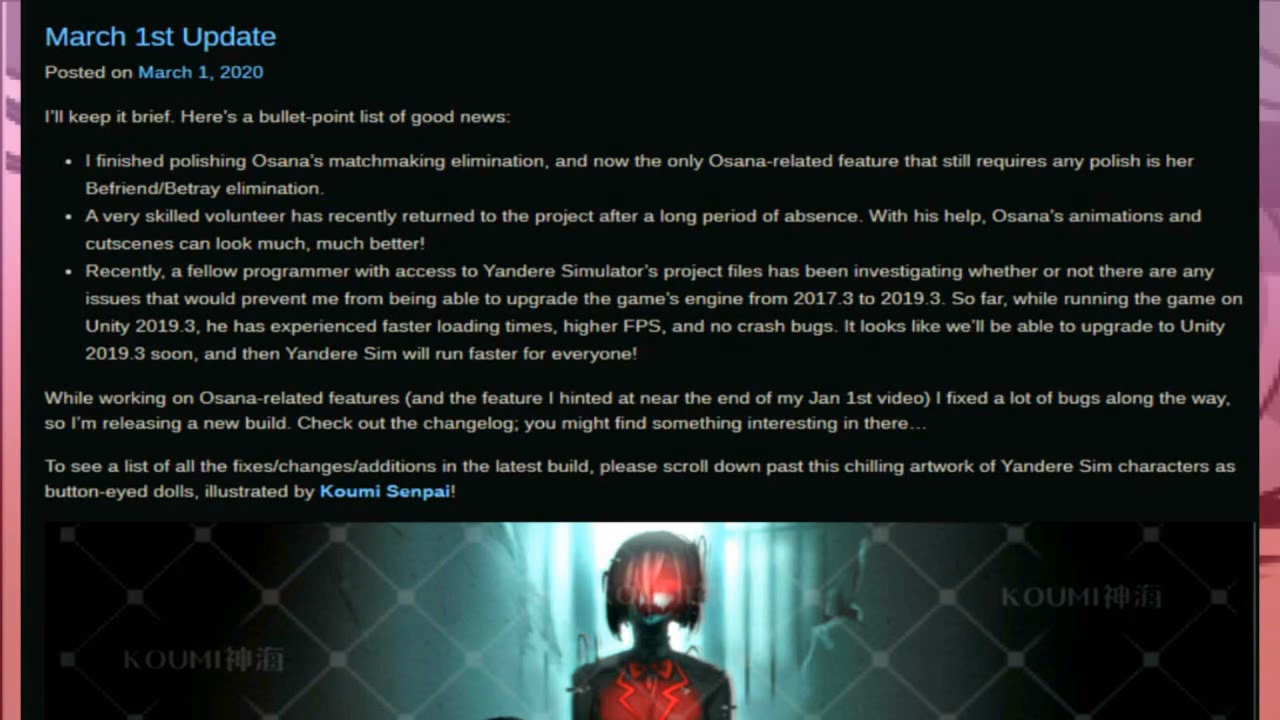 March 1st Update
Posted on March 1, 2020
I'll keep it brief. Here's a bullet-point list of good news:
• I finished polishing Osana's matchmaking elimination, and now the only Osana-related feature that still requires any polish is her
Befriend/Betray elimination.
• A very skilled volunteer has recently returned to the project after a long period of absence. With his help, Osana's animations and
cutscenes can look much, much better!
• Recently, a fellow programmer with access to Yandere Simulator's project files has been investigating whether or not there are any
issues that would prevent me from being able to upgrade the game's engine from 2017.3 to 2019.3. So far, while running the game on
Unity 2019.3, he has experienced faster loading times, higher FPS, and no crash bugs. It looks like we'll be able to upgrade to Unity
2019.3 soon, and then Yandere Sim will run faster for everyone!
While working on Osana-related features (and the feature I hinted at near the end of my Jan 1st video) I fixed a lot of bugs along the way,
so I'm releasing a new build. Check out the changelog; you might find something interesting in there…
To see a list of all the fixes/changes/additions in the latest build, please scroll down past this chilling artwork of Yandere Sim characters as
button-eyed dolls, illustrated by Koumi Senpai!
KOUMI神海
KOUMI神海